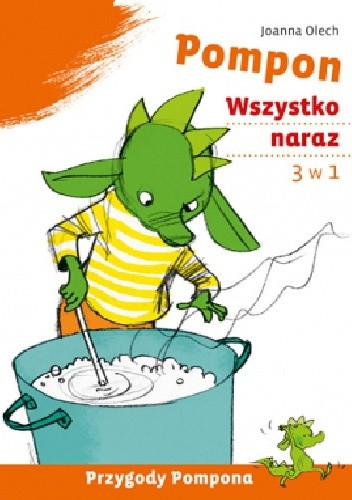 Joanna Olech
Pompon
Wszystko
naraz
3 w 1
Przygody Pompona